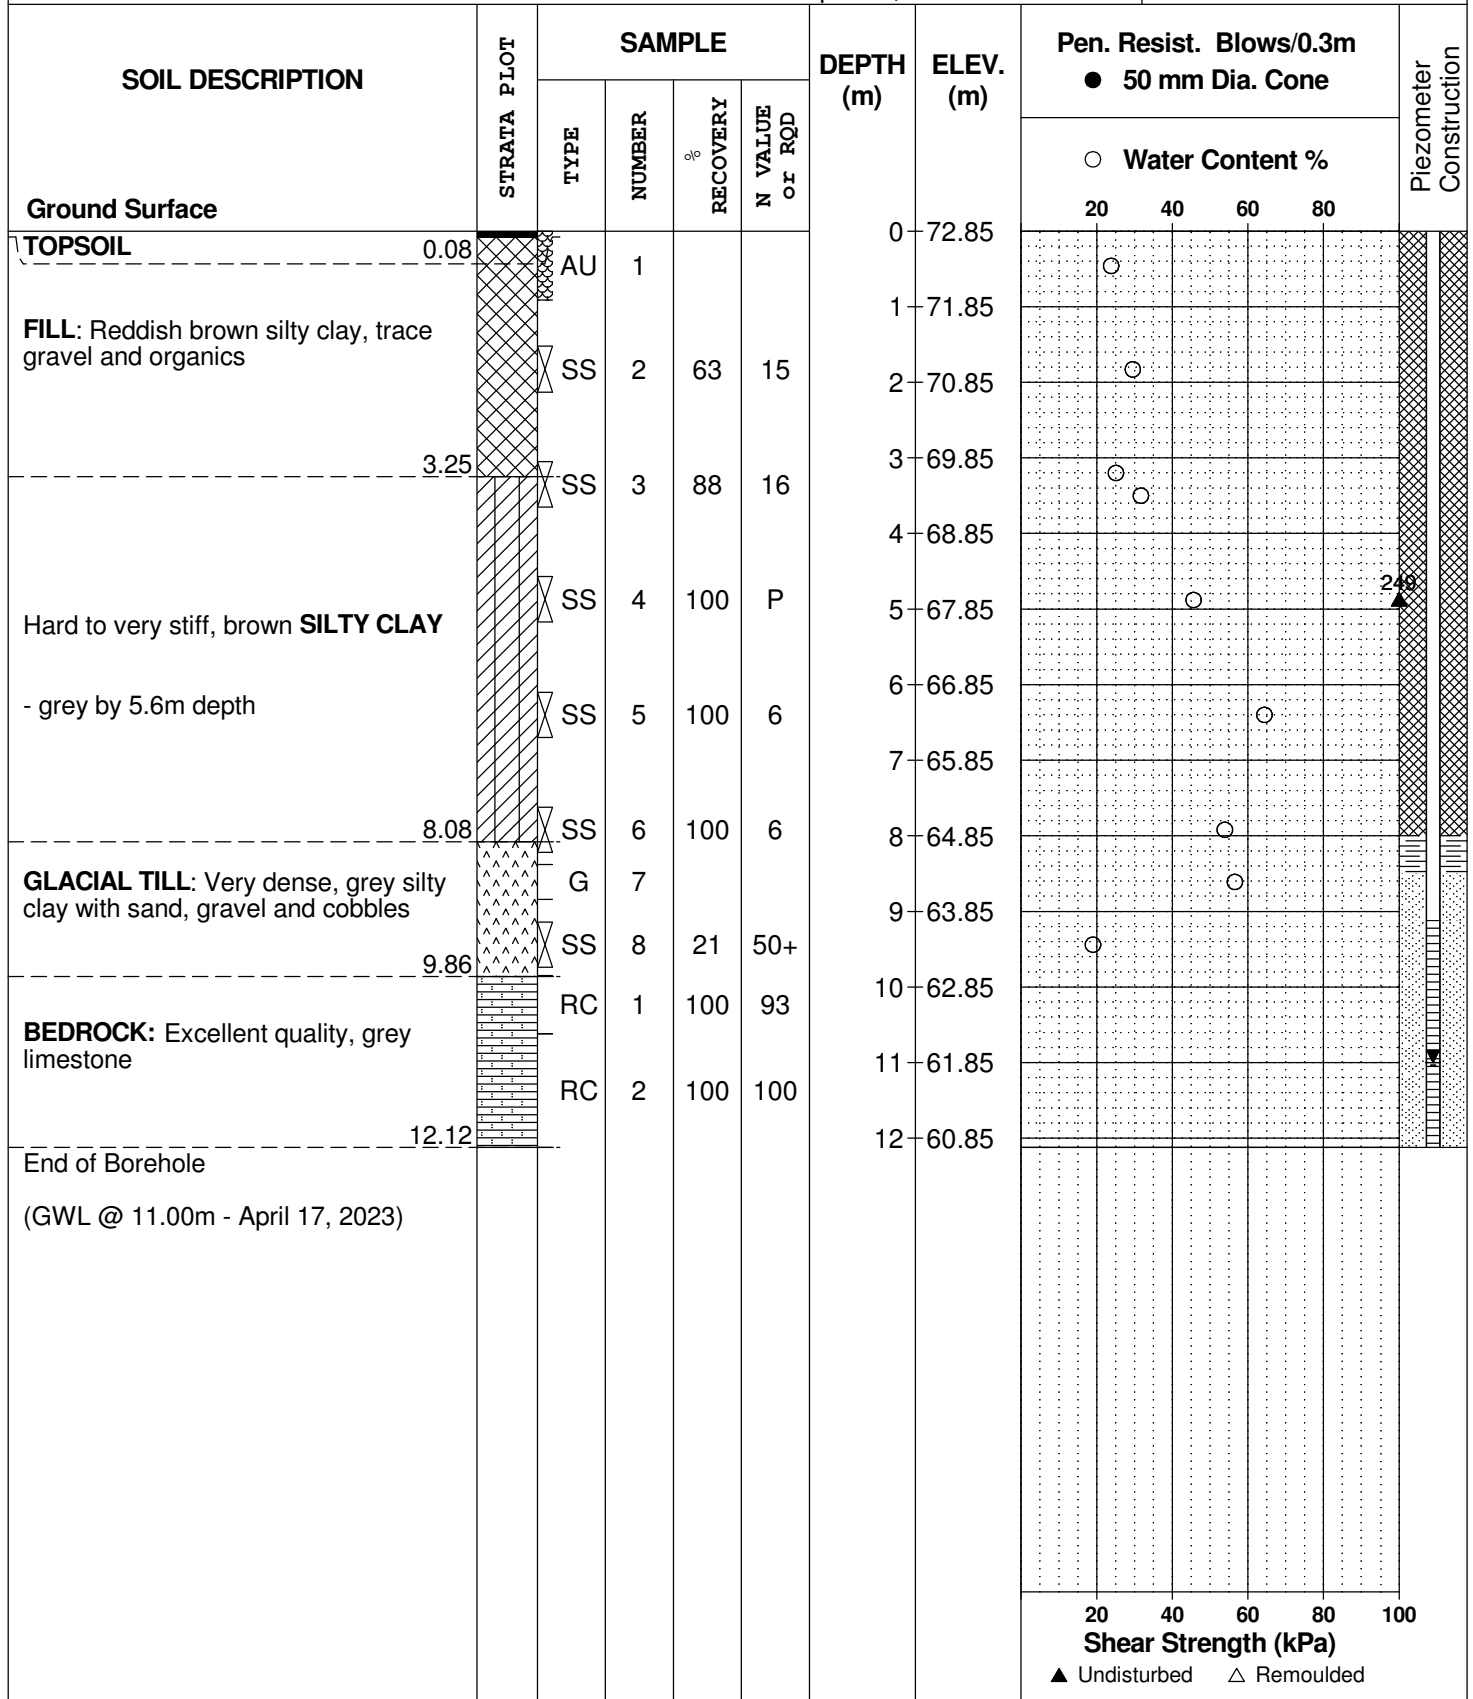 SOIL DESCRIPTION
Ground Surface
STRATA PLOT
SAMPLE
TYPE
NUMBER
%
RECOVERY
N VALUE
or RQD
DEPTH
(m)
ELEV.
(m)
Pen. Resist. Blows/0.3m
● 50 mm Dia. Cone
○ Water Content %
20 40 60 80
Piezometer
Construction
TOPSOIL 0.08
FILL: Reddish brown silty clay, trace
gravel and organics
3.25
Hard to very stiff, brown SILTY CLAY
- grey by 5.6m depth
8.08
GLACIAL TILL: Very dense, grey silty
clay with sand, gravel and cobbles
9.86
BEDROCK: Excellent quality, grey
limestone
12.12
End of Borehole
(GWL @ 11.00m - April 17, 2023)
AU 1
SS 2 63 15
SS 3 88 16
SS 4 100 P
SS 5 100 6
SS 6 100 6
G 7
SS 8 21 50+
RC 1 100 93
RC 2 100 100
0 72.85
1 71.85
2 70.85
3 69.85
4 68.85
5 67.85
6 66.85
7 65.85
8 64.85
9 63.85
10 62.85
11 61.85
12 60.85
249
20 40 60 80 100
Shear Strength (kPa)
▲ Undisturbed △ Remoulded